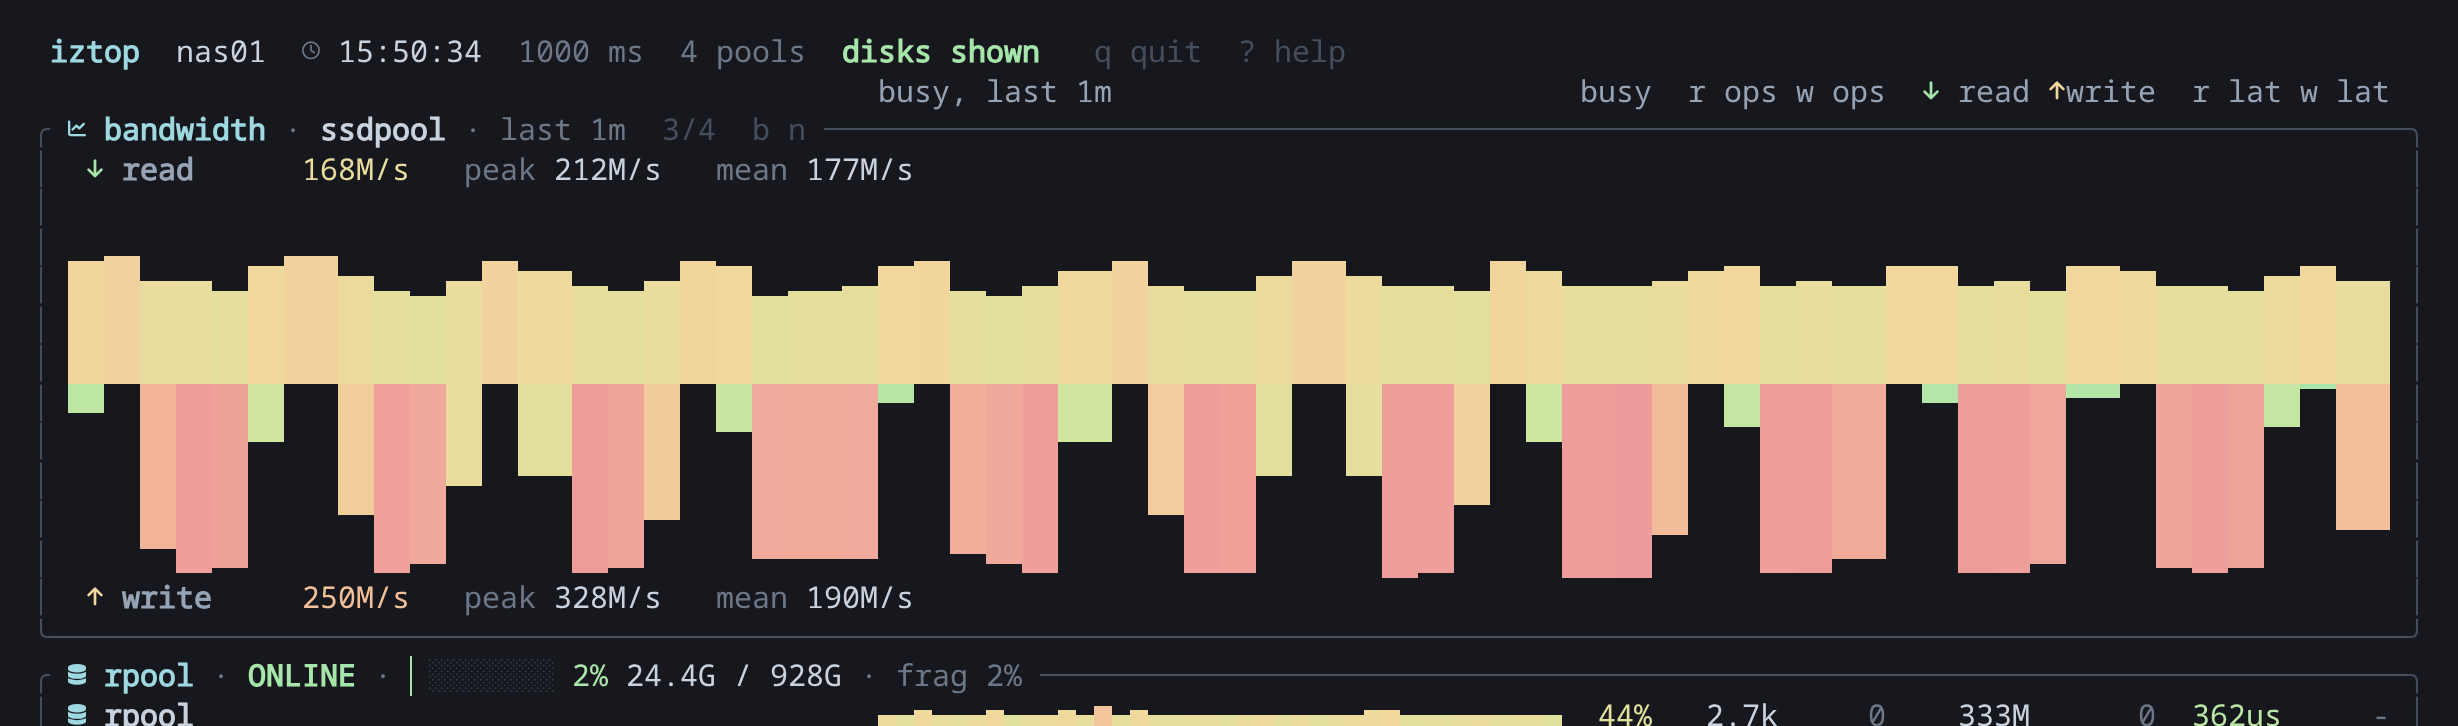 iztop nas01 15:50:34 1000 ms 4 pools disks shown q quit ? help
busy, last 1m busy r ops w ops ↓ read ↑write r lat w lat
bandwidth · ssdpool · last 1m 3/4 b n
↓ read 168M/s peak 212M/s mean 177M/s
↑ write 250M/s peak 328M/s mean 190M/s
rpool · ONLINE · 2% 24.4G / 928G · frag 2%
rpool 44% 2.7k 0 333M 0 362us -